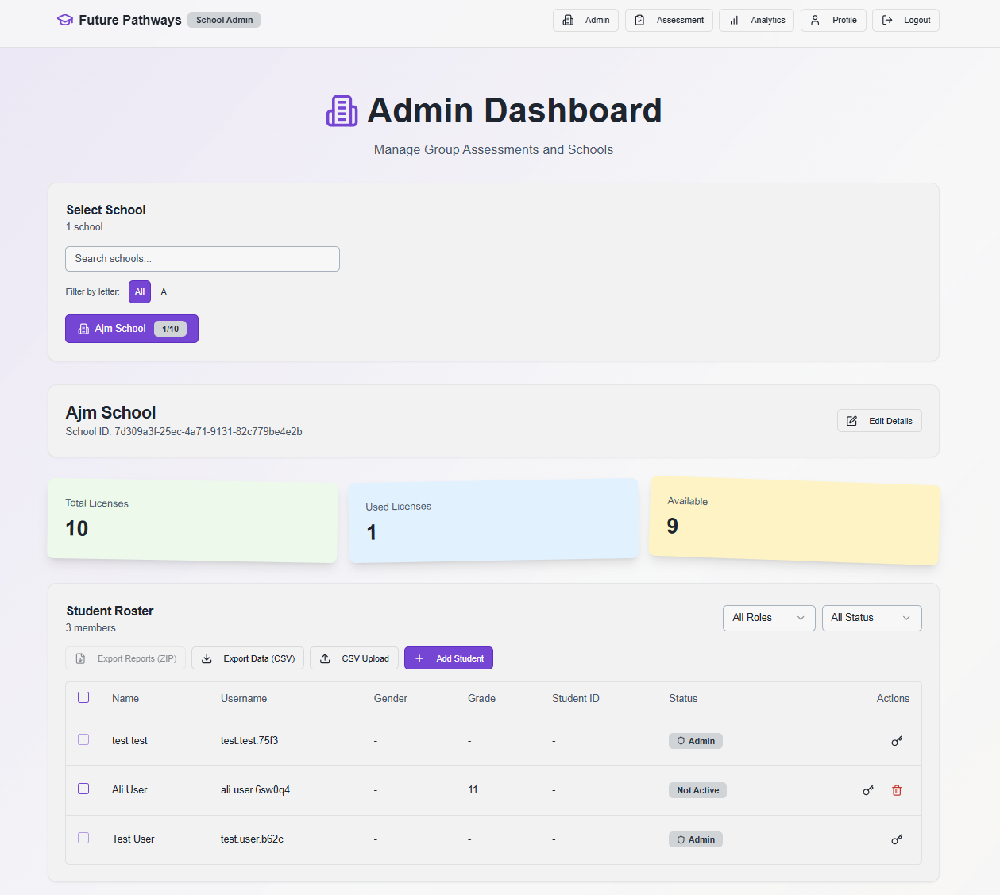 Future Pathways School Admin Admin Assessment Analytics Profile Logout
Admin Dashboard
Manage Group Assessments and Schools
Select School
1 school
Search schools...
Filter by letter: All A
Ajm School 1/10
Ajm School
School ID: 7d309a3f-25ec-4a71-9131-82c779be4e2b
Edit Details
Total Licenses
10
Used Licenses
1
Available
9
Student Roster
3 members
All Roles All Status
Export Reports (ZIP) Export Data (CSV) CSV Upload Add Student
Name Username Gender Grade Student ID Status Actions
test test test.test.75f3 - - - Admin
Ali User ali.user.6sw0q4 - 11 - Not Active
Test User test.user.b62c - - - Admin